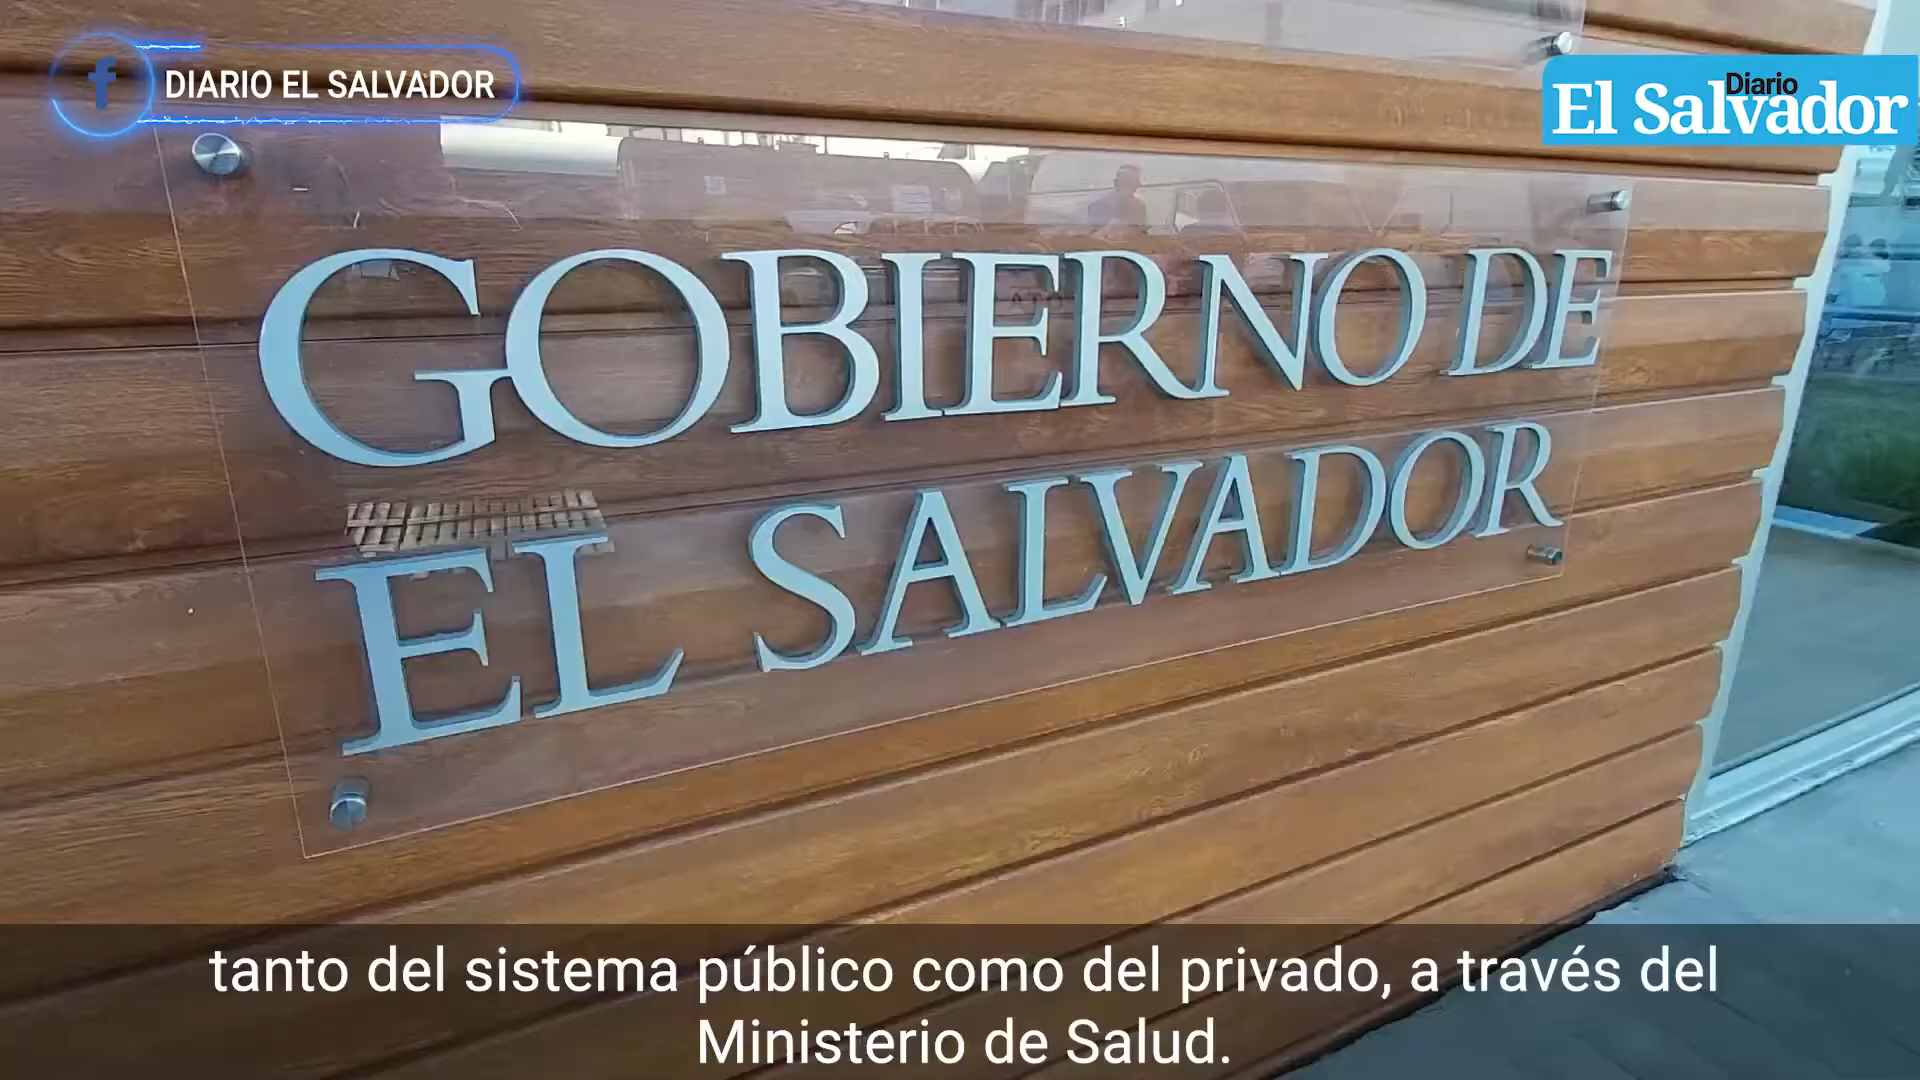 DIARIO EL SALVADOR
Diario
El Salvador
GOBIERNO DE
EL SALVADOR
tanto del sistema público como del privado, a través del
Ministerio de Salud.